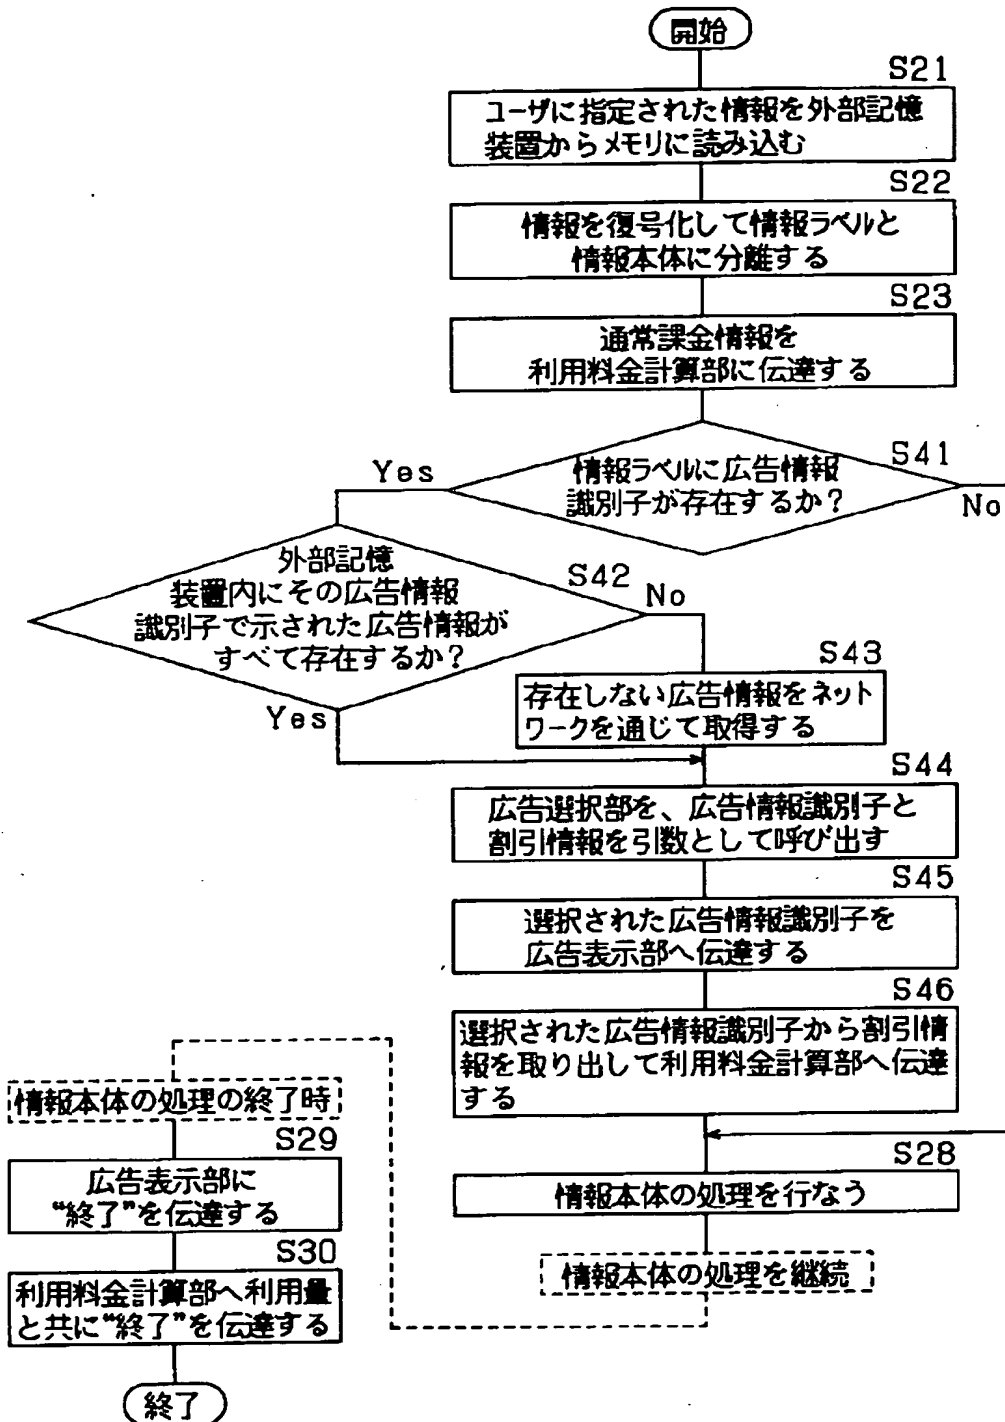 開始
S21
ユーザに指定された情報を外部記憶
装置からメモリに読み込む
S22
情報を復号化して情報ラベルと
情報本体に分離する
S23
通常課金情報を
利用料金計算部に伝達する
S41
情報ラベルに広告情報
識別子が存在するか?
Yes
No
外部記憶
装置内にその広告情報
識別子で示された広告情報が
すべて存在するか?
S42
No
Yes
S43
存在しない広告情報をネット
ワークを通じて取得する
S44
広告選択部を、広告情報識別子と
割引情報を引数として呼び出す
S45
選択された広告情報識別子を
広告表示部へ伝達する
S46
選択された広告情報識別子から割引情
報を取り出して利用料金計算部へ伝達
する
S28
情報本体の処理を行なう
情報本体の処理を継続
情報本体の処理の終了時
S29
広告表示部に
“終了”を伝達する
S30
利用料金計算部へ利用量
と共に“終了”を伝達する
終了